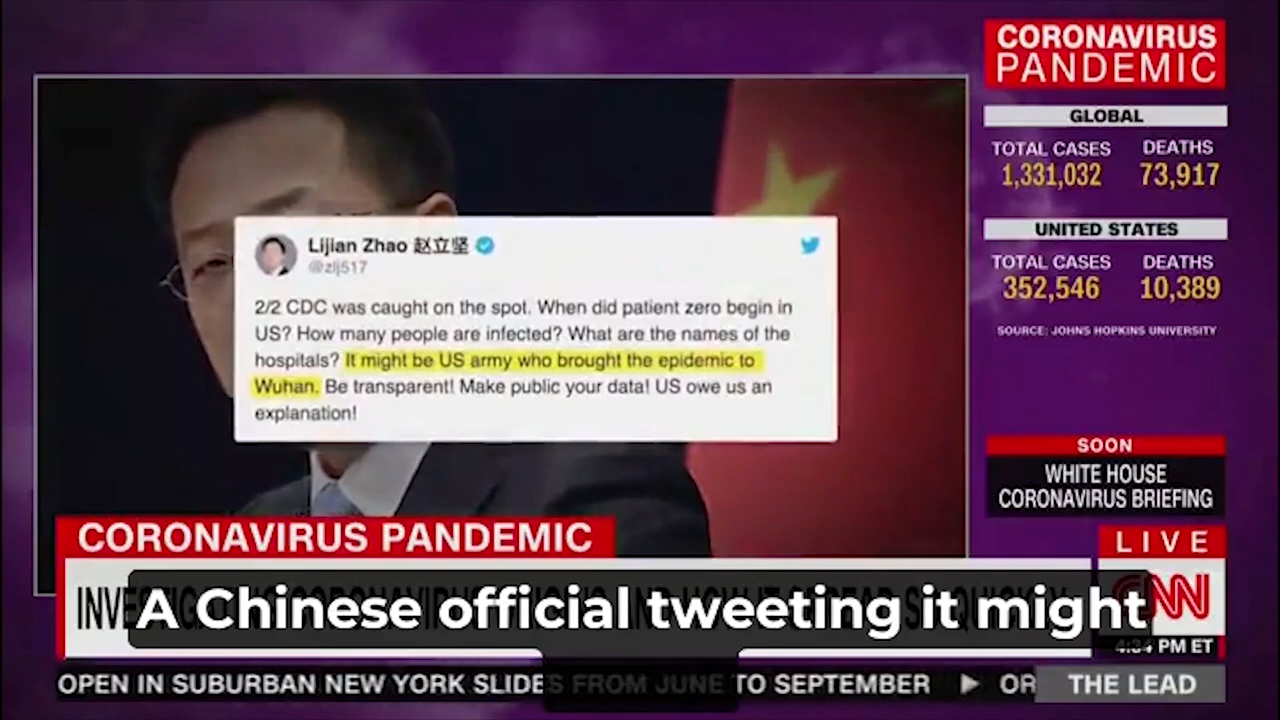 CORONAVIRUS
PANDEMIC
GLOBAL
TOTAL CASES DEATHS
1,331,032 73,917
UNITED STATES
TOTAL CASES DEATHS
352,546 10,389
SOURCE: JOHNS HOPKINS UNIVERSITY
Lijian Zhao 赵立坚
@zlj517
2/2 CDC was caught on the spot. When did patient zero begin in
US? How many people are infected? What are the names of the
hospitals? It might be US army who brought the epidemic to
Wuhan. Be transparent! Make public your data! US owe us an
explanation!
SOON
WHITE HOUSE
CORONAVIRUS BRIEFING
CORONAVIRUS PANDEMIC
LIVE
CNN
A Chinese official tweeting it might
4:34 PM ET
OPEN IN SUBURBAN NEW YORK SLIDES FROM JUNE TO SEPTEMBER
THE LEAD